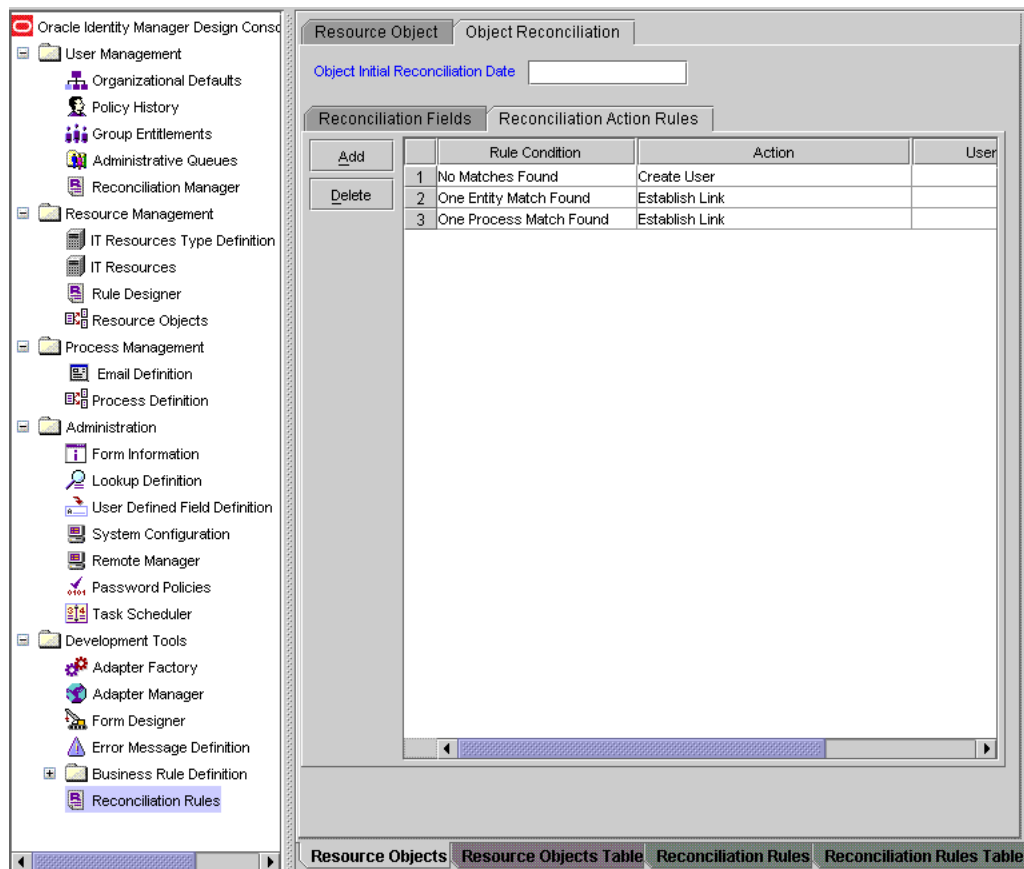 Oracle Identity Manager Design Consc
User Management
Organizational Defaults
Policy History
Group Entitlements
Administrative Queues
Reconciliation Manager
Resource Management
IT Resources Type Definition
IT Resources
Rule Designer
Resource Objects
Process Management
Email Definition
Process Definition
Administration
Form Information
Lookup Definition
User Defined Field Definition
System Configuration
Remote Manager
Password Policies
Task Scheduler
Development Tools
Adapter Factory
Adapter Manager
Form Designer
Error Message Definition
Business Rule Definition
Reconciliation Rules
Resource Object Object Reconciliation
Object Initial Reconciliation Date
Reconciliation Fields Reconciliation Action Rules
Add
Delete
Rule Condition Action User
1 No Matches Found Create User
2 One Entity Match Found Establish Link
3 One Process Match Found Establish Link
Resource Objects Resource Objects Table Reconciliation Rules Reconciliation Rules Table